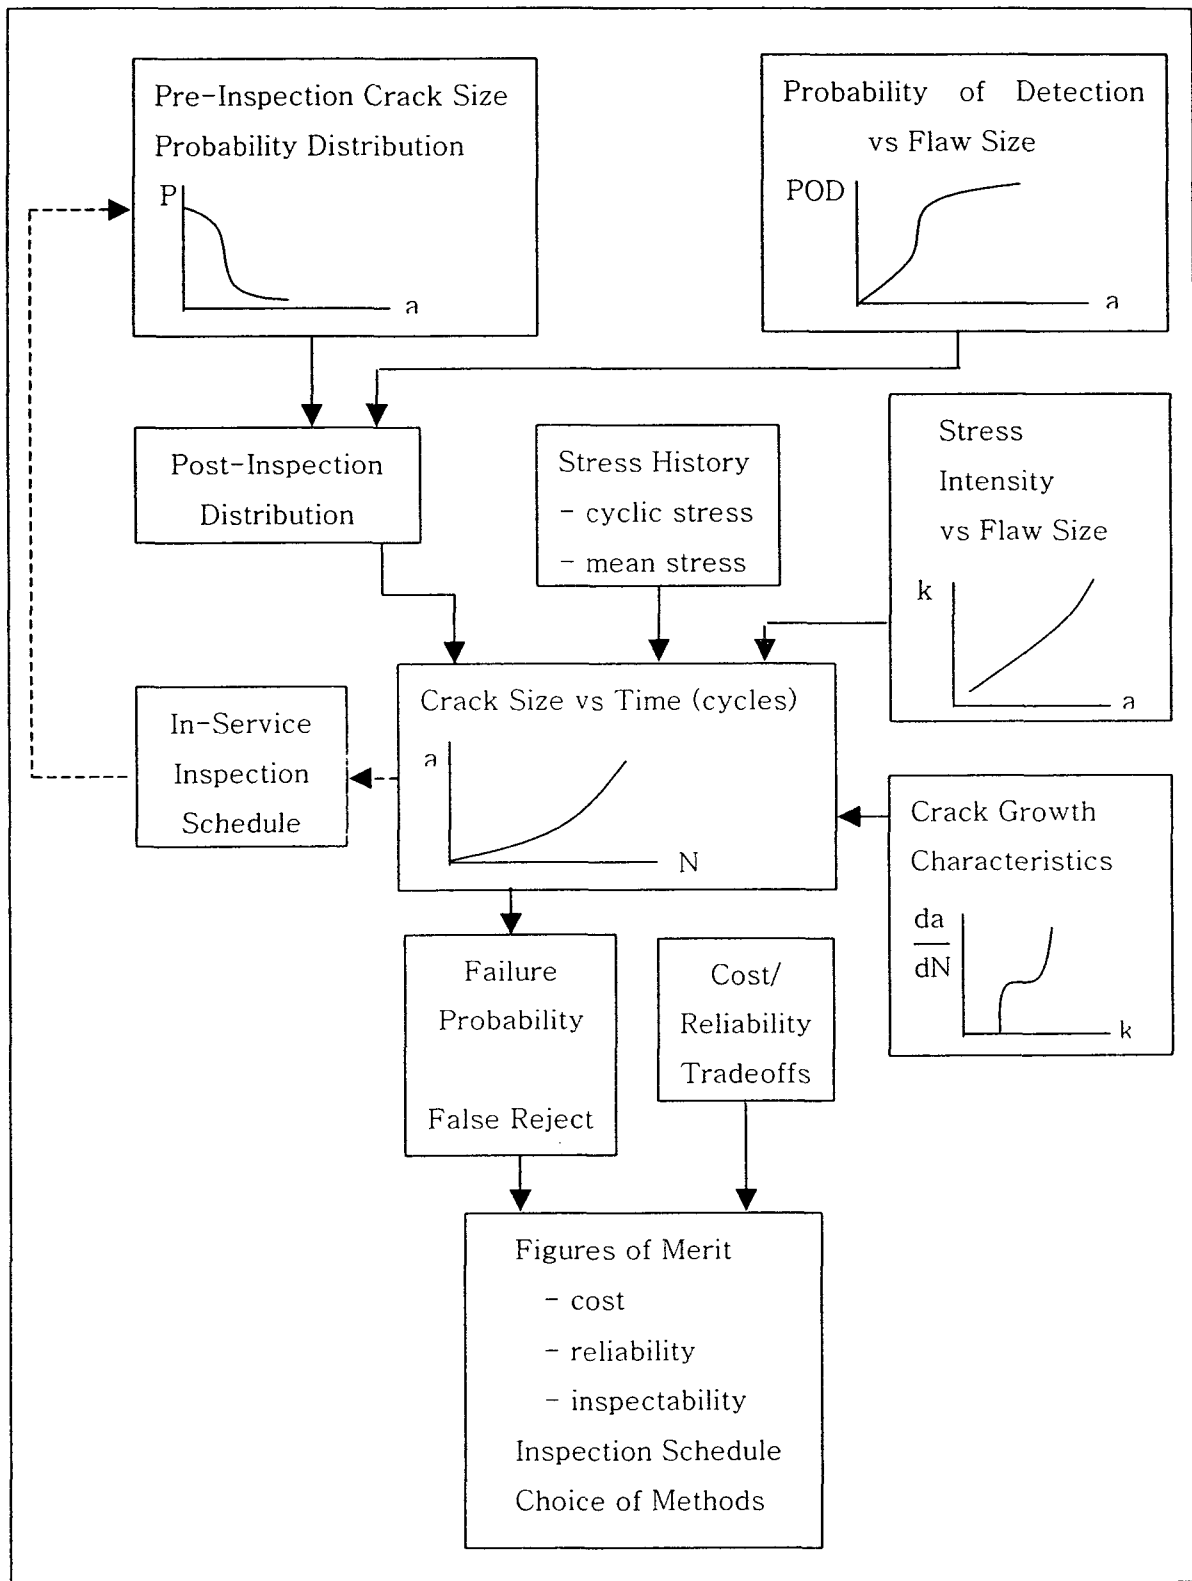 Pre-Inspection Crack Size
Probability Distribution
P
a
Probability of Detection
vs Flaw Size
POD
a
Post-Inspection
Distribution
Stress History
- cyclic stress
- mean stress
Stress
Intensity
vs Flaw Size
k
a
In-Service
Inspection
Schedule
Crack Size vs Time (cycles)
a
N
Crack Growth
Characteristics
da
dN
k
Failure
Probability
False Reject
Cost/
Reliability
Tradeoffs
Figures of Merit
- cost
- reliability
- inspectability
Inspection Schedule
Choice of Methods